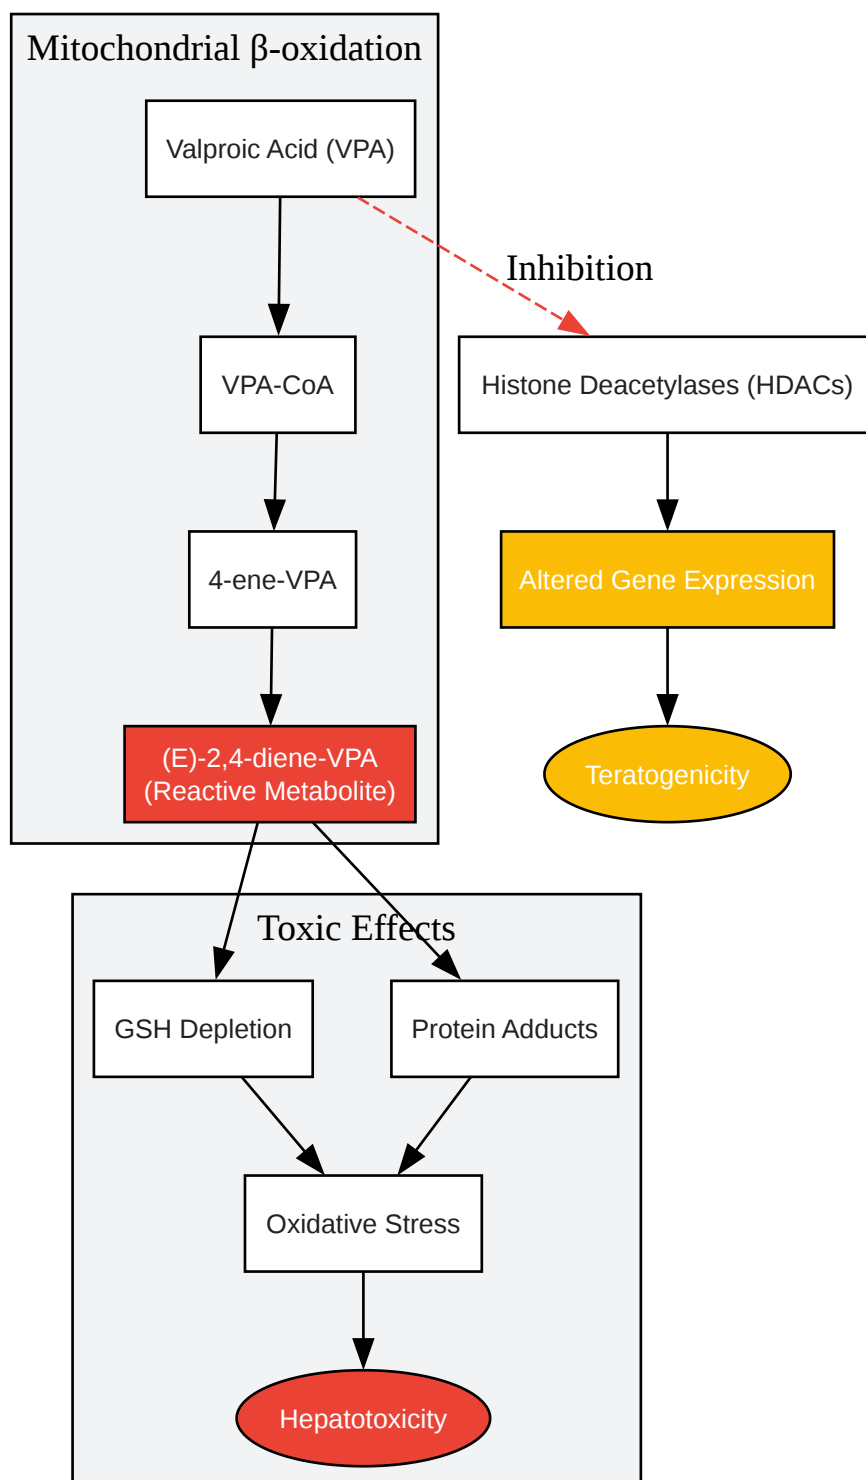 Mitochondrial β-oxidation
Valproic Acid (VPA)
Inhibition
VPA-CoA
Histone Deacetylases (HDACs)
4-ene-VPA
Altered Gene Expression
(E)-2,4-diene-VPA
(Reactive Metabolite)
Teratogenicity
Toxic Effects
GSH Depletion
Protein Adducts
Oxidative Stress
Hepatotoxicity